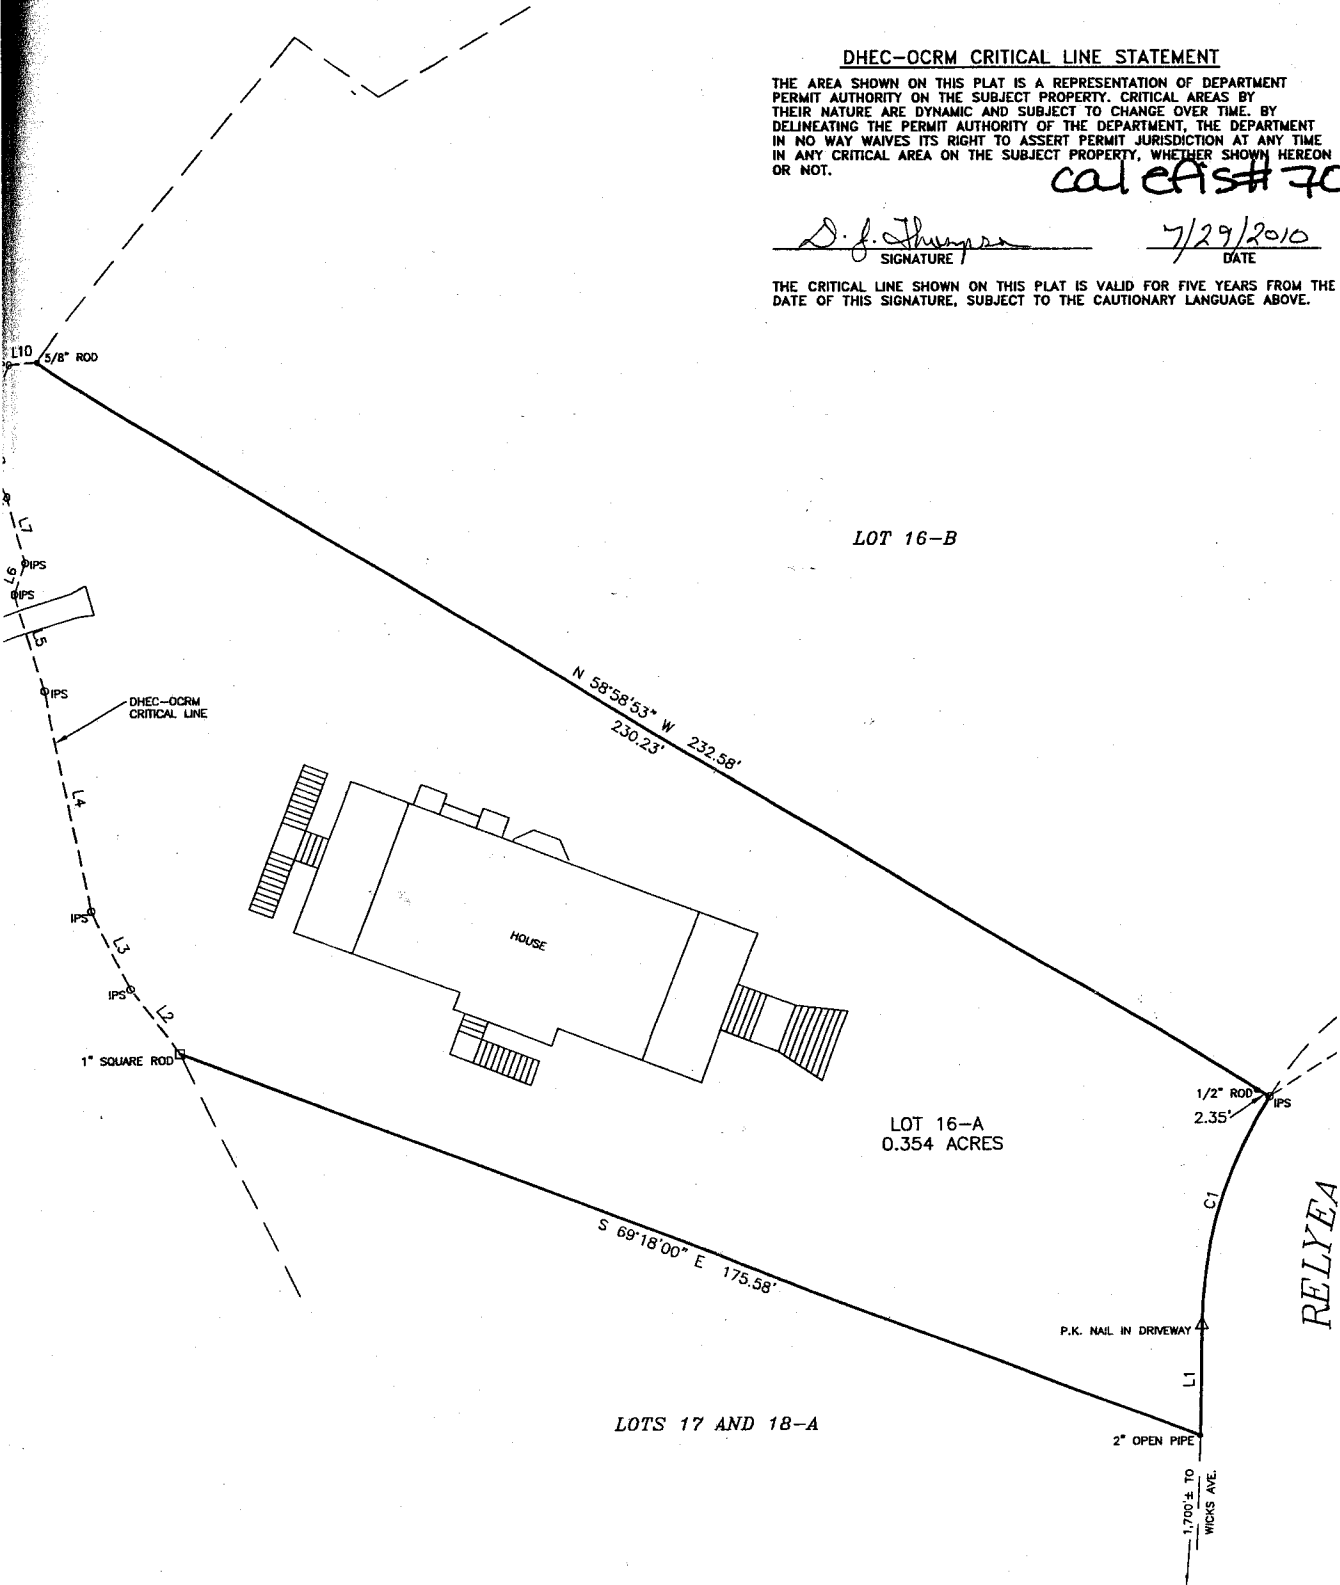 DHEC-OCRM CRITICAL LINE STATEMENT
THE AREA SHOWN ON THIS PLAT IS A REPRESENTATION OF DEPARTMENT
PERMIT AUTHORITY ON THE SUBJECT PROPERTY. CRITICAL AREAS BY
THEIR NATURE ARE DYNAMIC AND SUBJECT TO CHANGE OVER TIME. BY
DELINEATING THE PERMIT AUTHORITY OF THE DEPARTMENT, THE DEPARTMENT
IN NO WAY WAIVES ITS RIGHT TO ASSERT PERMIT JURISDICTION AT ANY TIME
IN ANY CRITICAL AREA ON THE SUBJECT PROPERTY, WHETHER SHOWN HEREON
OR NOT.
7/29/2010
SIGNATURE
DATE
THE CRITICAL LINE SHOWN ON THIS PLAT IS VALID FOR FIVE YEARS FROM THE
DATE OF THIS SIGNATURE, SUBJECT TO THE CAUTIONARY LANGUAGE ABOVE.
L10
5/8" ROD
LOT 16-B
L7
IPS
L6
IPS
L5
IPS
DHEC-OCRM
CRITICAL LINE
N 58°58'53" W 232.58'
230.23'
L4
IPS
L3
HOUSE
IPS
L2
1" SQUARE ROD
1/2" ROD
IPS
2.35'
LOT 16-A
0.354 ACRES
C1
RELYEA
S 69°18'00" E 175.58'
P.K. NAIL IN DRIVEWAY
L1
LOTS 17 AND 18-A
2" OPEN PIPE
1,700'± TO
WICKS AVE.